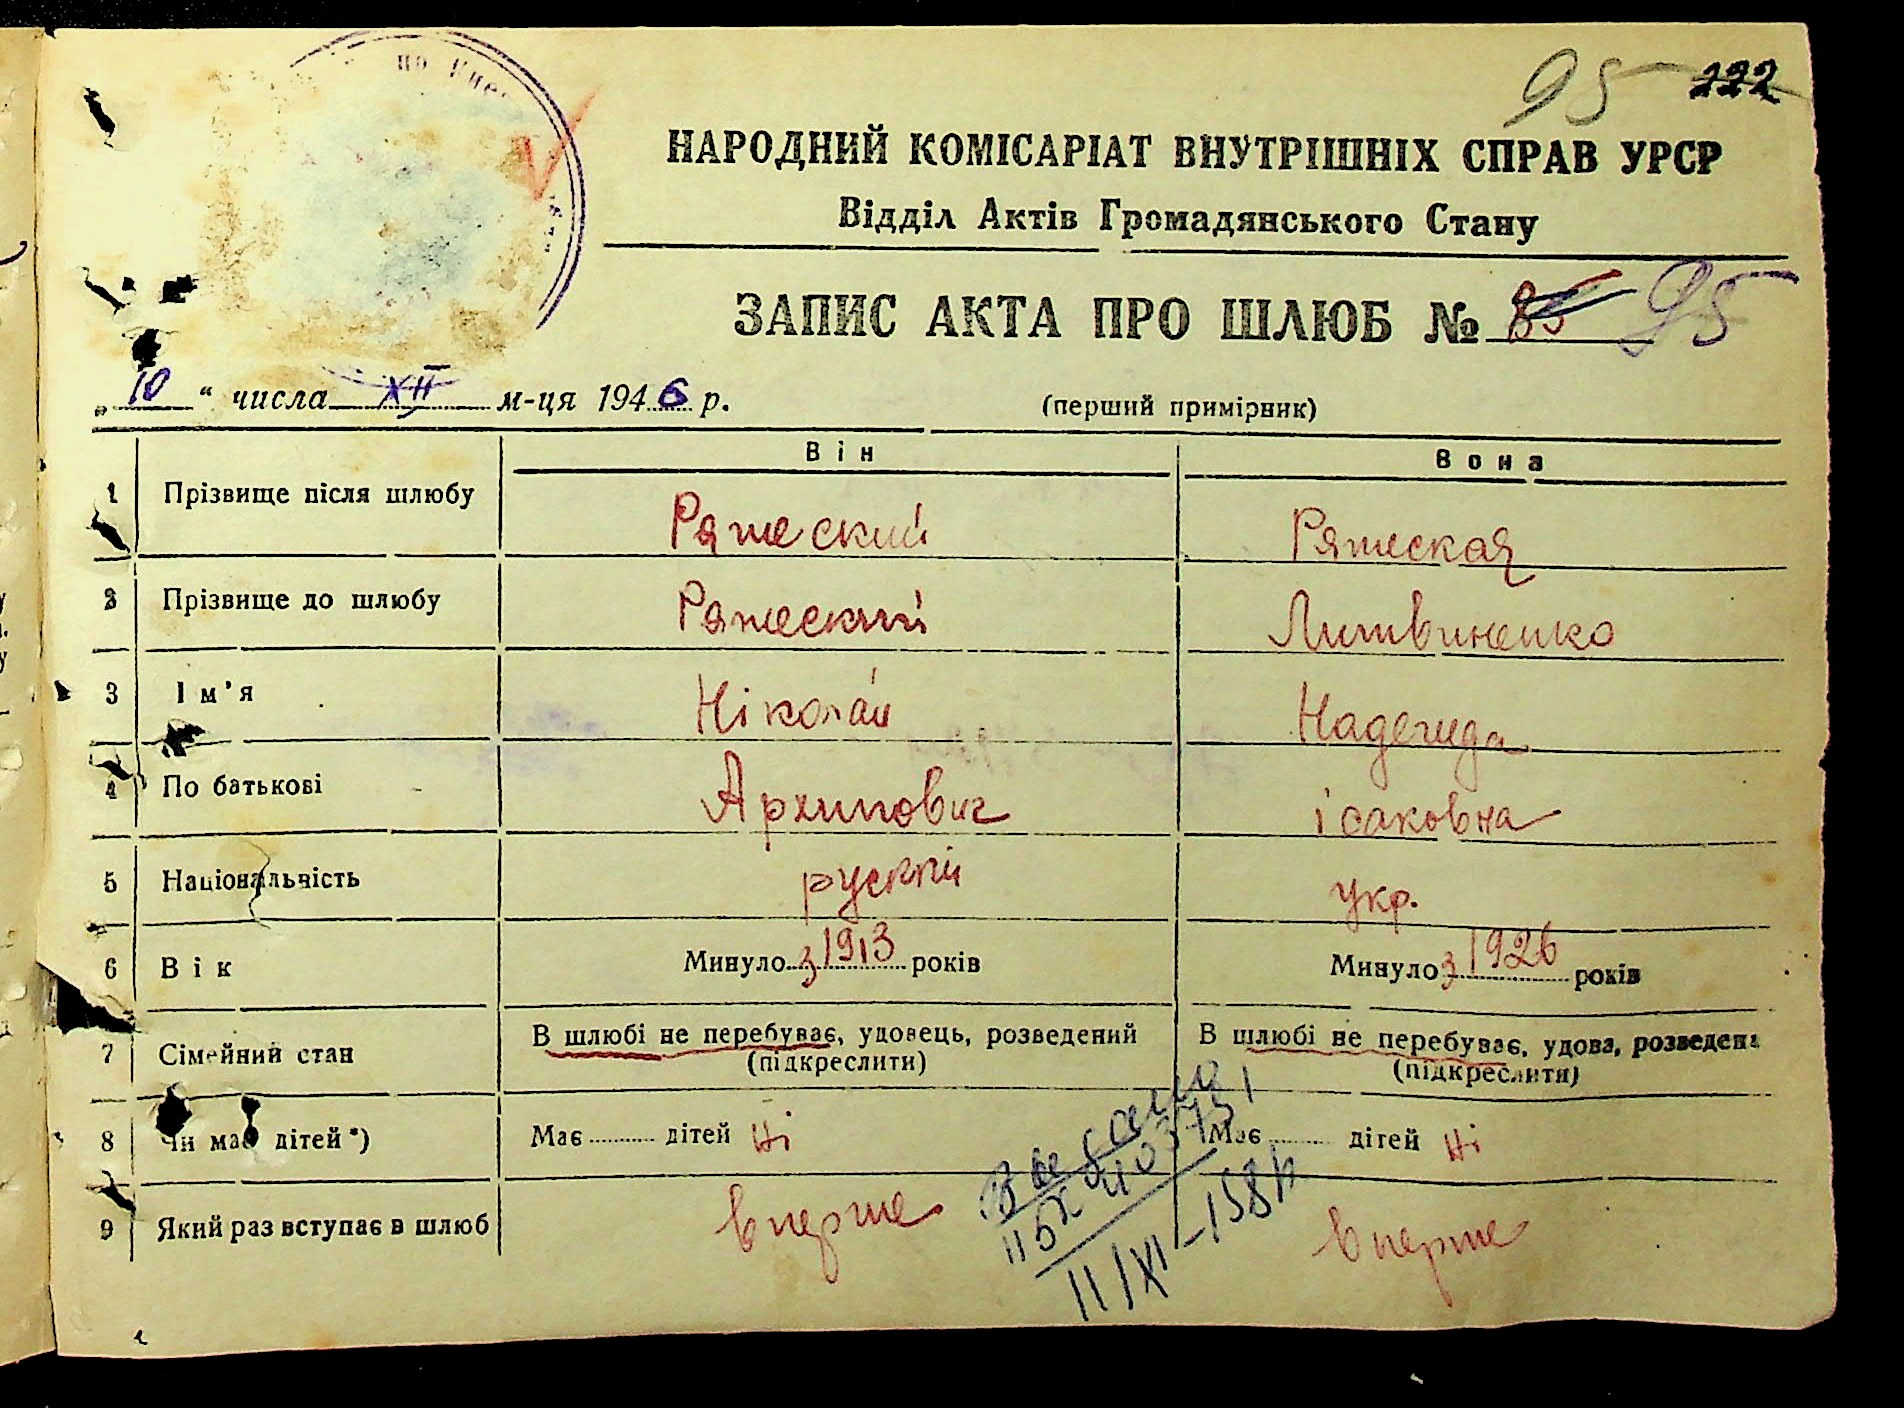 95 222
НАРОДНИЙ КОМІСАРІАТ ВНУТРІШНІХ СПРАВ УРСР
Відділ Актів Громадянського Стану
ЗАПИС АКТА ПРО ШЛЮБ № 85 95
„10“ числа XII м-ця 1946 р. (перший примірник)
Він Вона
1 Прізвище після шлюбу Ряжеский Ряжеская
2 Прізвище до шлюбу Ряжеский Литвиненко
3 Ім’я Ніколай Надежда
4 По батькові Архипович ісаковна
5 Національність руский укр.
6 Вік Минуло з 1913 років Минуло з 1926 років
7 Сімейний стан В шлюбі не перебуває, удовець, розведений В шлюбі не перебуває, удова, розведена
(підкреслити) (підкреслити)
8 Чи має дітей*) Має дітей ні Має дітей ні
9 Який раз вступає в шлюб вперше вперше
11/XI-158 р